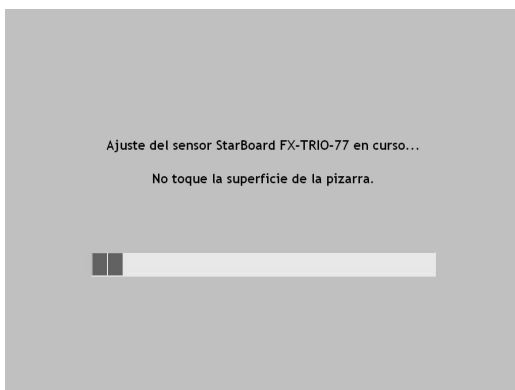 Ajuste del sensor StarBoard FX-TRIO-77 en curso...
No toque la superficie de la pizarra.